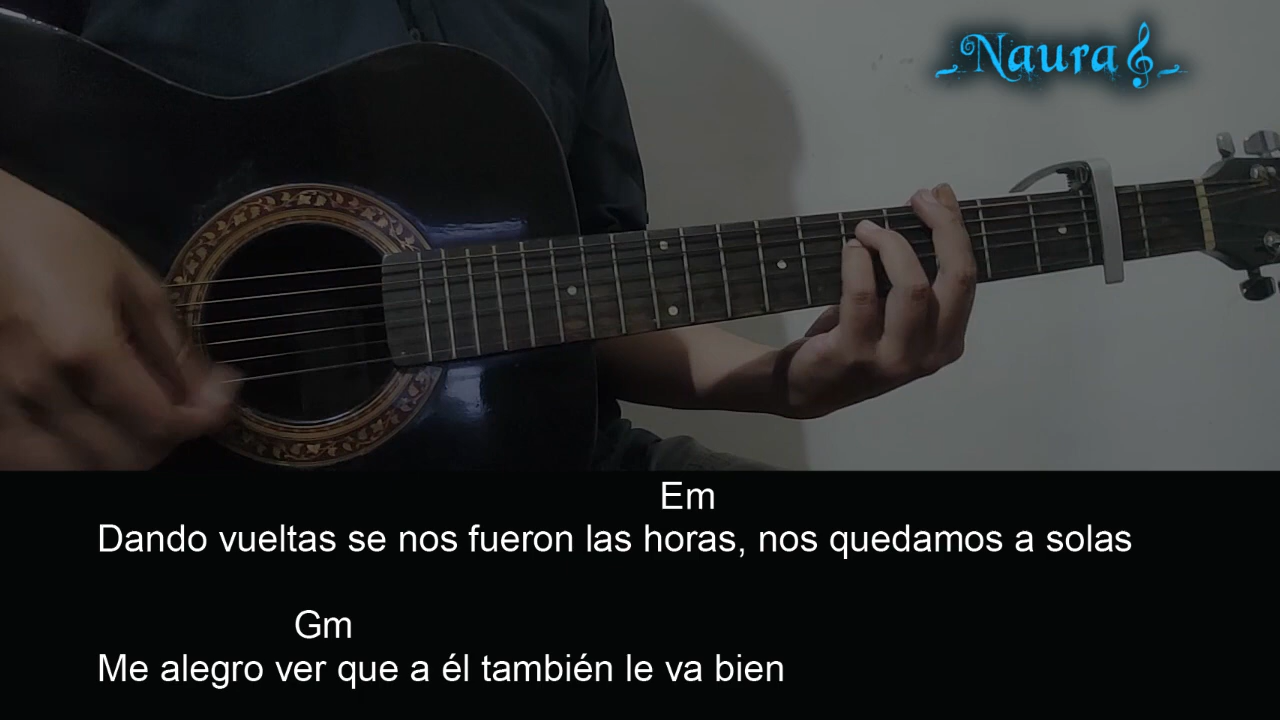 Naura
Em
Dando vueltas se nos fueron las horas, nos quedamos a solas
Gm
Me alegro ver que a él también le va bien